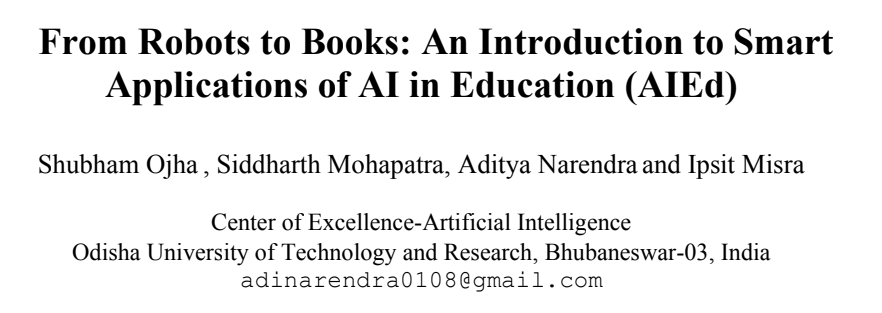 From Robots to Books: An Introduction to Smart
Applications of AI in Education (AIEd)
Shubham Ojha , Siddharth Mohapatra, Aditya Narendra and Ipsit Misra
Center of Excellence-Artificial Intelligence
Odisha University of Technology and Research, Bhubaneswar-03, India
adinarendra0108@gmail.com